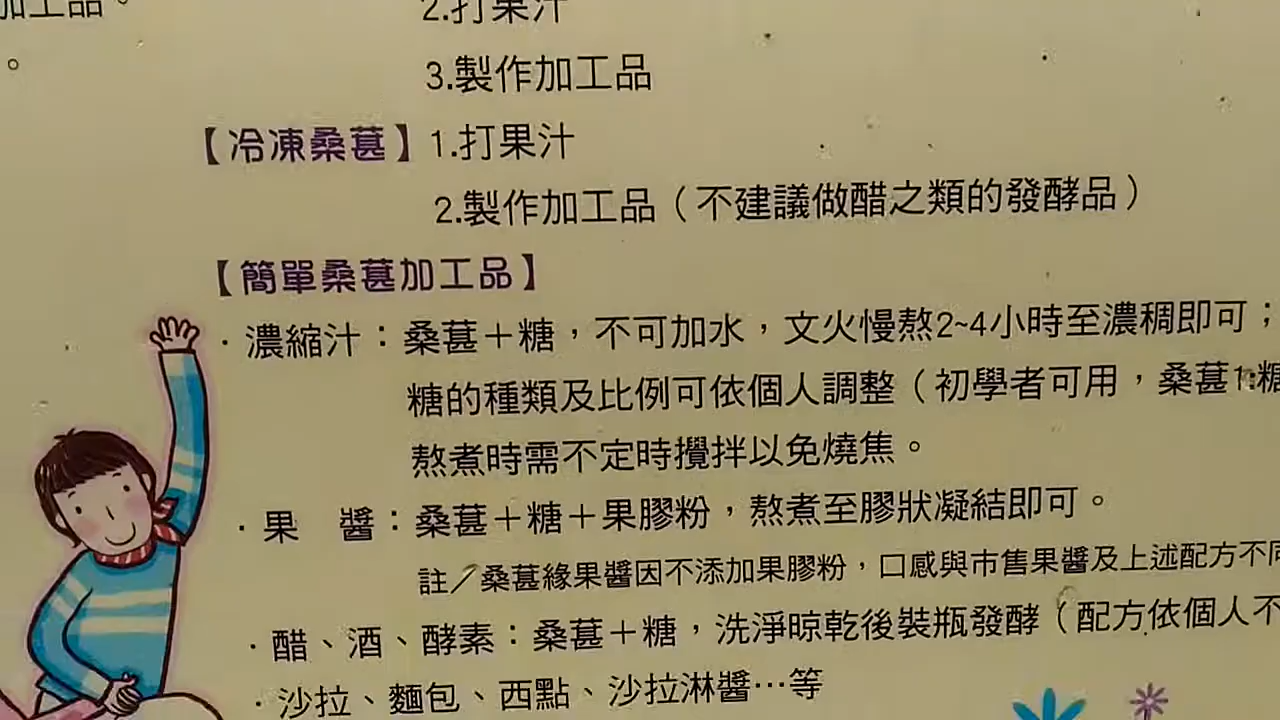 加工品。
2.打果汁
。
3.製作加工品
【冷凍桑葚】1.打果汁
2.製作加工品（不建議做醋之類的發酵品）
【簡單桑葚加工品】
·濃縮汁：桑葚＋糖，不可加水，文火慢熬2~4小時至濃稠即可；
糖的種類及比例可依個人調整（初學者可用，桑葚1:糖
熬煮時需不定時攪拌以免燒焦。
·果　醬：桑葚＋糖＋果膠粉，熬煮至膠狀凝結即可。
註／桑葚緣果醬因不添加果膠粉，口感與市售果醬及上述配方不同
·醋、酒、酵素：桑葚＋糖，洗淨晾乾後裝瓶發酵（配方依個人不
·沙拉、麵包、西點、沙拉淋醬…等